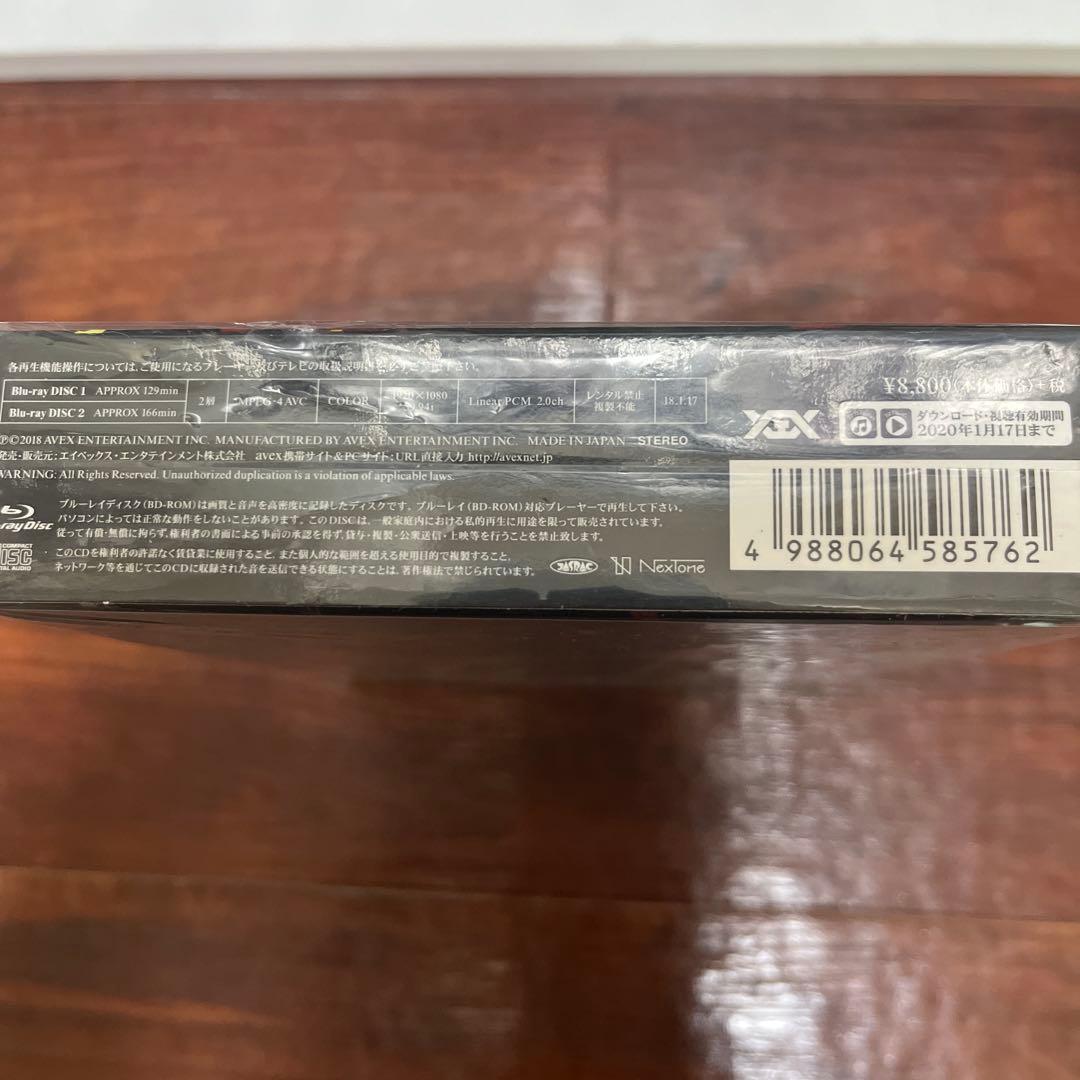 各再生機能操作については、ご使用になるプレーヤー及びテレビの取扱説明書を必ずご参照下さい。
Blu-ray DISC 1 APPROX 129min
Blu-ray DISC 2 APPROX 166min
2層 MPEG-4 AVC COLOR 1920×1080 Linear PCM 2.0ch レンタル禁止 複製不能 18.1.17
¥8,800(本体価格)+税
YZX
ダウンロード・視聴有効期間
2020年1月17日まで
Ⓟ©2018 AVEX ENTERTAINMENT INC. MANUFACTURED BY AVEX ENTERTAINMENT INC. MADE IN JAPAN STEREO
発売・販売元:エイベックス・エンタテインメント株式会社 avex携帯サイト&PCサイト:URL直接入力 http://avexnet.jp
WARNING: All Rights Reserved. Unauthorized duplication is a violation of applicable laws.
ブルーレイディスク(BD-ROM)は画質と音声を高密度に記録したディスクです。ブルーレイ(BD-ROM)対応プレーヤーで再生して下さい。
パソコンによっては正常な動作をしないことがあります。このDISCは、一般家庭内における私的再生に用途を限って販売されています。
従って有償・無償に拘らず、権利者の書面による事前の承認を得ず、貸与・複製・公衆送信・上映等を行うことを禁止致します。
-ray Disc
COMPACT
DISC
TAL AUDIO
このCDを権利者の許諾なく賃貸業に使用すること、また個人的な範囲を超える使用目的で複製すること、
ネットワーク等を通じてこのCDに収録された音を送信できる状態にすることは、著作権法で禁じられています。
JASRAC
NexTone
4 988064 585762